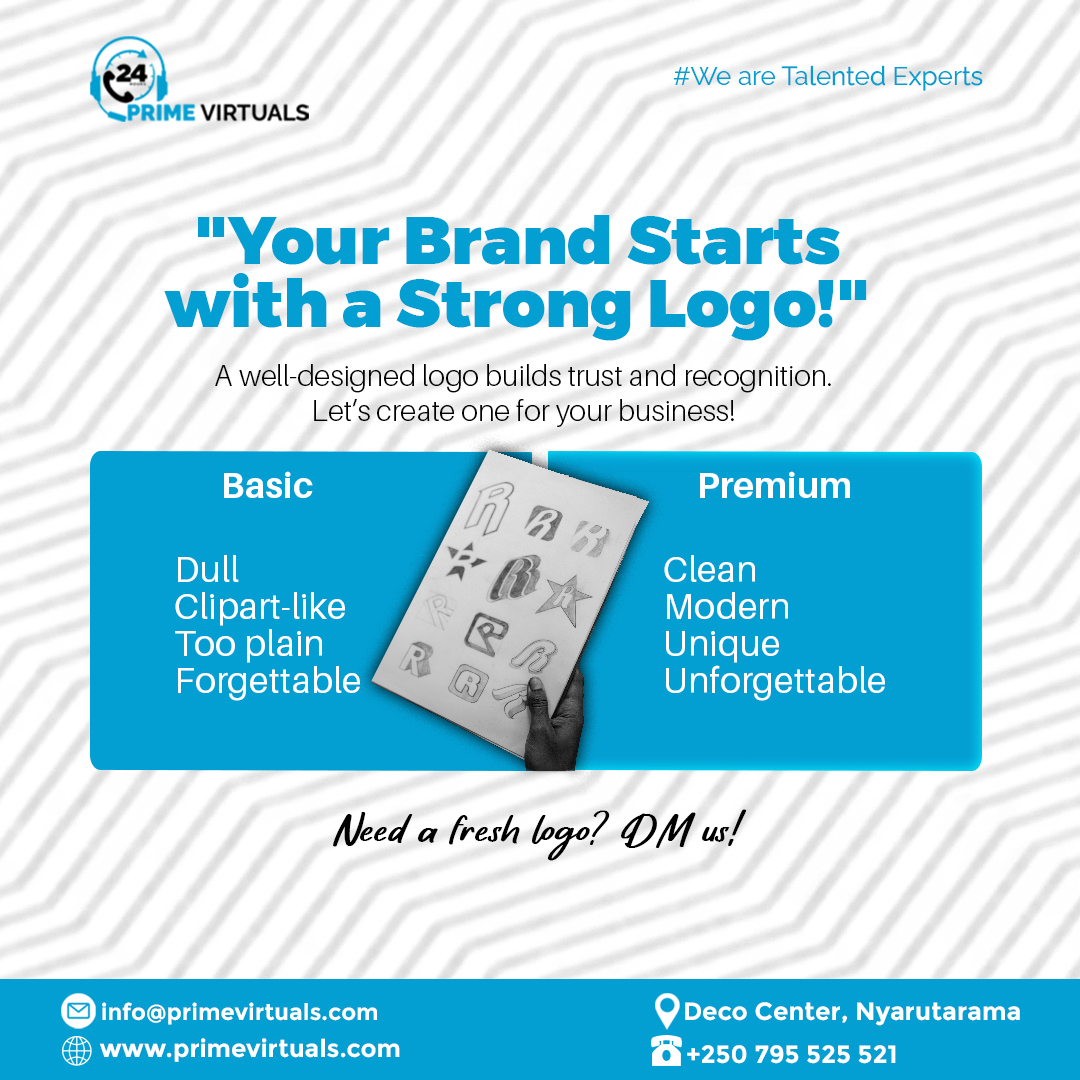 24
HOURS
PRIME VIRTUALS
#We are Talented Experts
"Your Brand Starts
with a Strong Logo!"
A well-designed logo builds trust and recognition.
Let’s create one for your business!
Basic
Dull
Clipart-like
Too plain
Forgettable
R
R
R
R
R
R
R
R
R
R
R
R
Premium
Clean
Modern
Unique
Unforgettable
Need a fresh logo? DM us!
info@primevirtuals.com
www.primevirtuals.com
Deco Center, Nyarutarama
+250 795 525 521